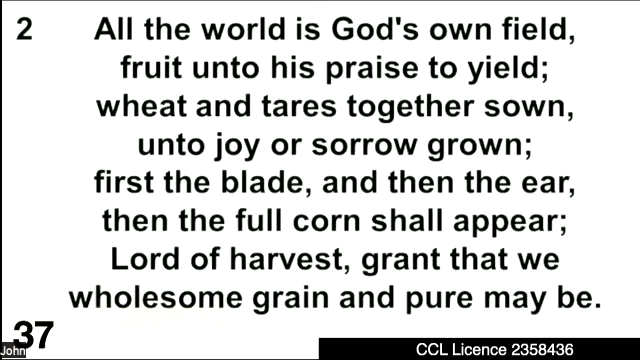 2 All the world is God's own field,
fruit unto his praise to yield;
wheat and tares together sown,
unto joy or sorrow grown;
first the blade, and then the ear,
then the full corn shall appear;
Lord of harvest, grant that we
wholesome grain and pure may be.
37
John
CCL Licence 2358436